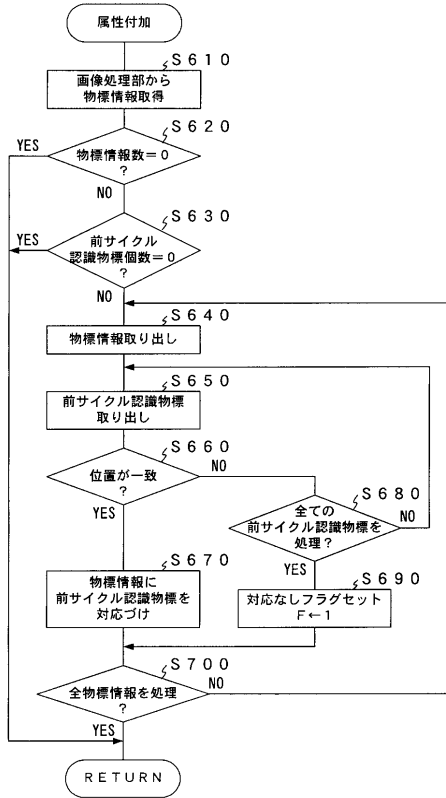 属性付加
S610
画像処理部から
物標情報取得
S620
YES
物標情報数=0
?
NO
S630
YES
前サイクル
認識物標個数=0
?
NO
S640
物標情報取り出し
S650
前サイクル認識物標
取り出し
S660
位置が一致
?
NO
YES
S680
全ての
前サイクル認識物標を
処理?
NO
YES
S670
物標情報に
前サイクル認識物標を
対応づけ
S690
対応なしフラグセット
F←1
S700
全物標情報を処理
?
NO
YES
RETURN